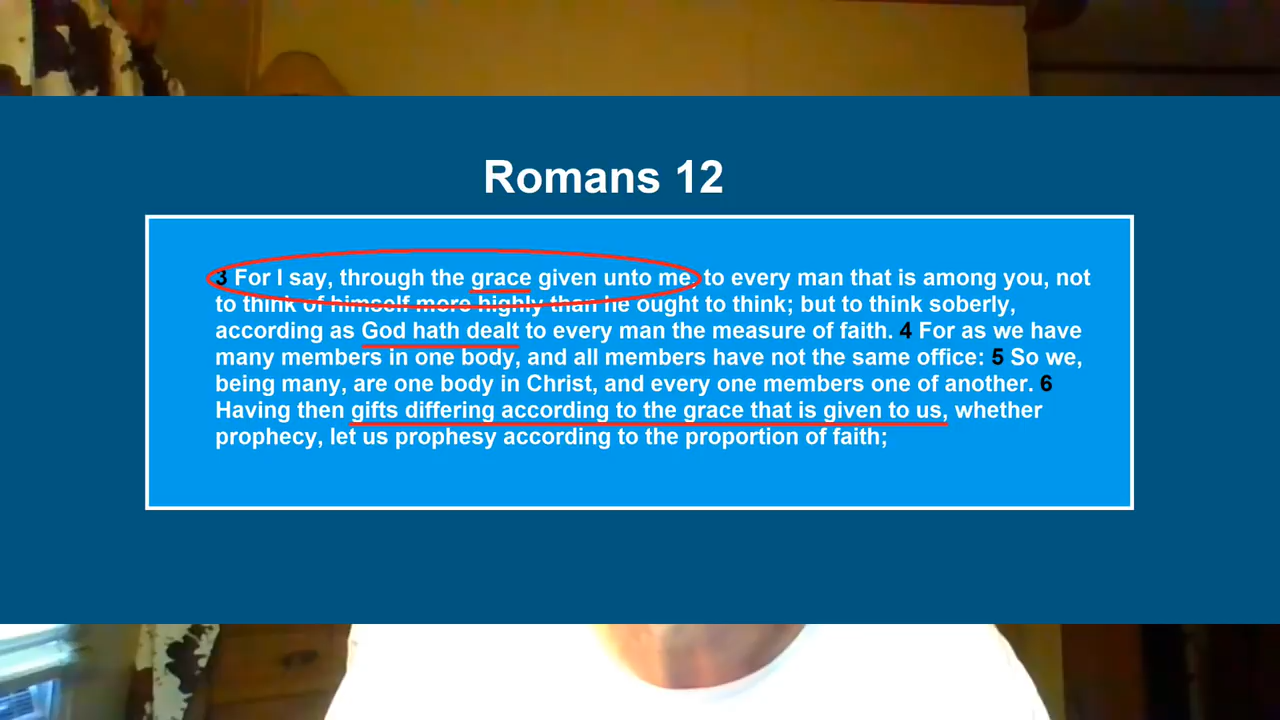 Romans 12
3 For I say, through the grace given unto me, to every man that is among you, not
to think of himself more highly than he ought to think; but to think soberly,
according as God hath dealt to every man the measure of faith. 4 For as we have
many members in one body, and all members have not the same office: 5 So we,
being many, are one body in Christ, and every one members one of another. 6
Having then gifts differing according to the grace that is given to us, whether
prophecy, let us prophesy according to the proportion of faith;